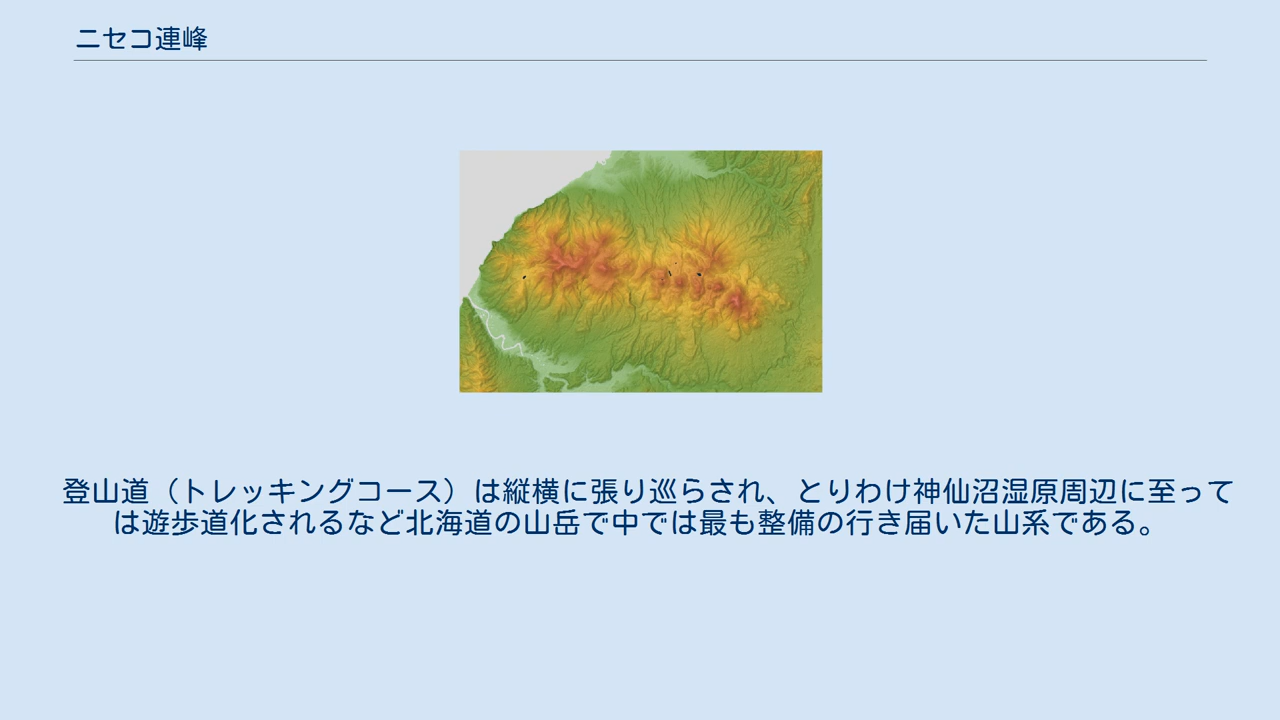 ニセコ連峰
登山道（トレッキングコース）は縦横に張り巡らされ、とりわけ神仙沼湿原周辺に至って
は遊歩道化されるなど北海道の山岳で中では最も整備の行き届いた山系である。